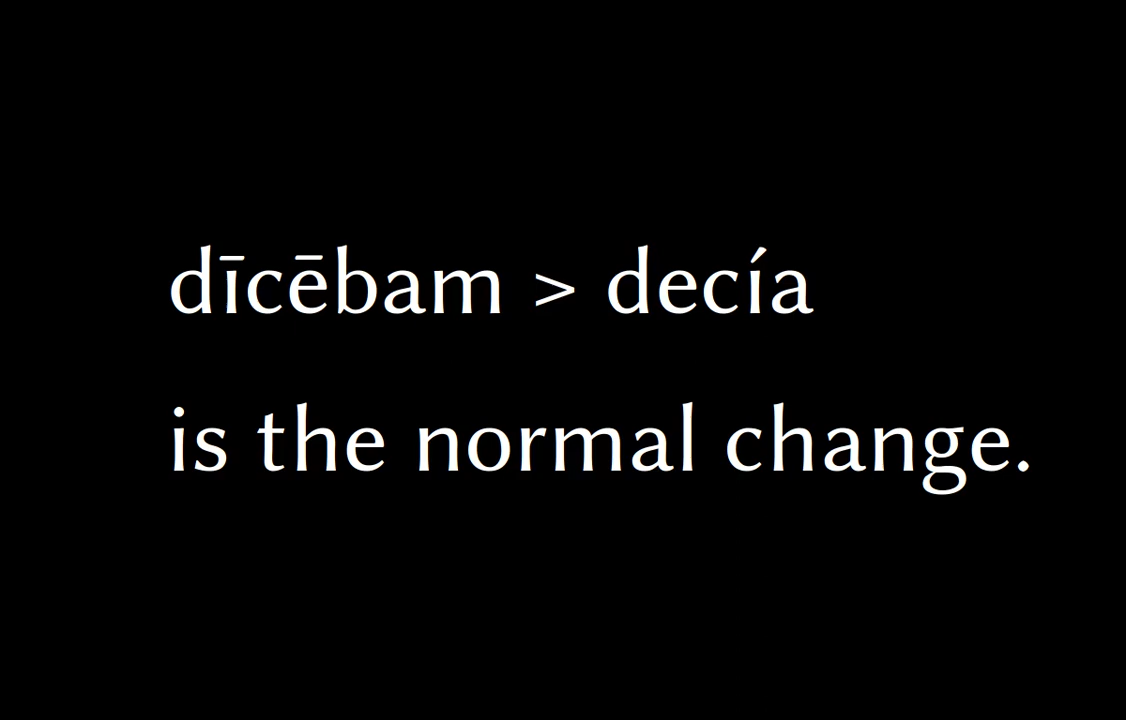 dīcēbam > decía
is the normal change.